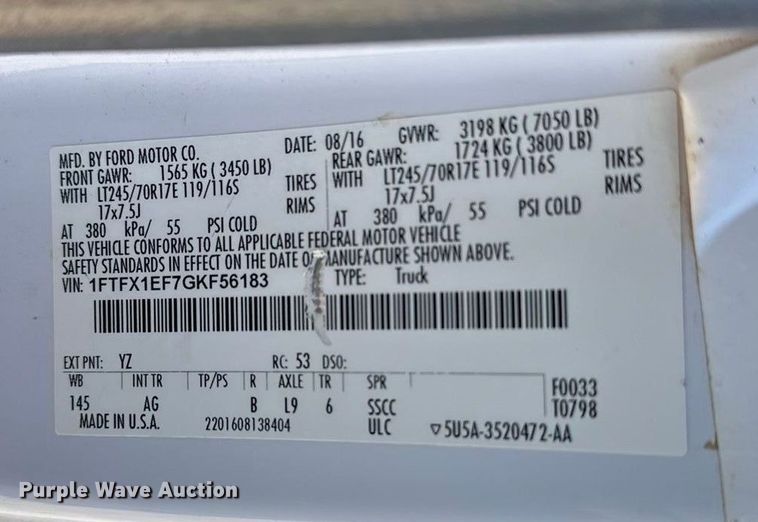 MFD. BY FORD MOTOR CO. DATE: 08/16 GVWR: 3198 KG ( 7050 LB)
FRONT GAWR: 1565 KG ( 3450 LB) REAR GAWR: 1724 KG ( 3800 LB)
WITH LT245/70R17E 119/116S TIRES WITH LT245/70R17E 119/116S TIRES
17x7.5J RIMS 17x7.5J RIMS
AT 380 kPa/ 55 PSI COLD AT 380 kPa/ 55 PSI COLD
THIS VEHICLE CONFORMS TO ALL APPLICABLE FEDERAL MOTOR VEHICLE
SAFETY STANDARDS IN EFFECT ON THE DATE OF MANUFACTURE SHOWN ABOVE.
VIN: 1FTFX1EF7GKF56183 TYPE: Truck
EXT PNT: YZ RC: 53 DSO:
WB INT TR TP/PS R AXLE TR SPR F0033
145 AG B L9 6 SSCC T0798
MADE IN U.S.A. 2201608138404 ULC ▽5U5A-3520472-AA
Purple Wave Auction